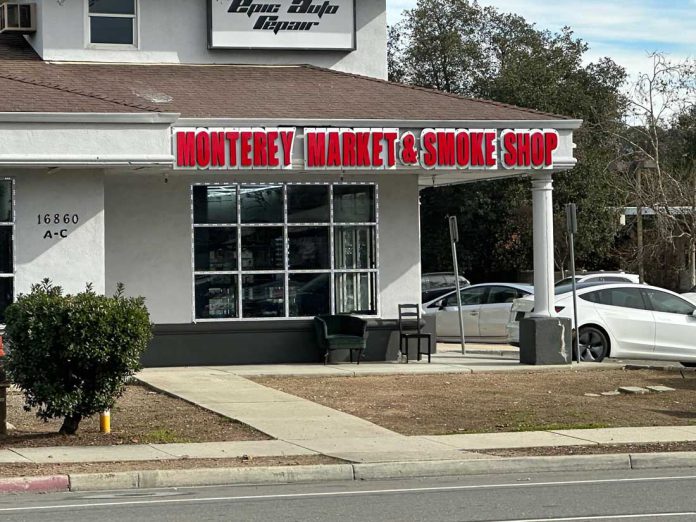 Epic Auto
Repair
MONTEREY MARKET & SMOKE SHOP
16860
A-C